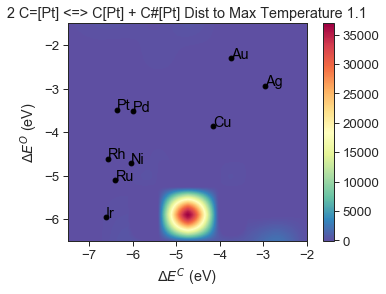 2 C=[Pt] <=> C[Pt] + C#[Pt] Dist to Max Temperature 1.1
−2
−3
−4
−5
−6
ΔE^O (eV)
Au
Ag
Pt
Pd
Cu
Rh
Ni
Ru
Ir
−7
−6
−5
−4
−3
−2
ΔE^C (eV)
35000
30000
25000
20000
15000
10000
5000
0